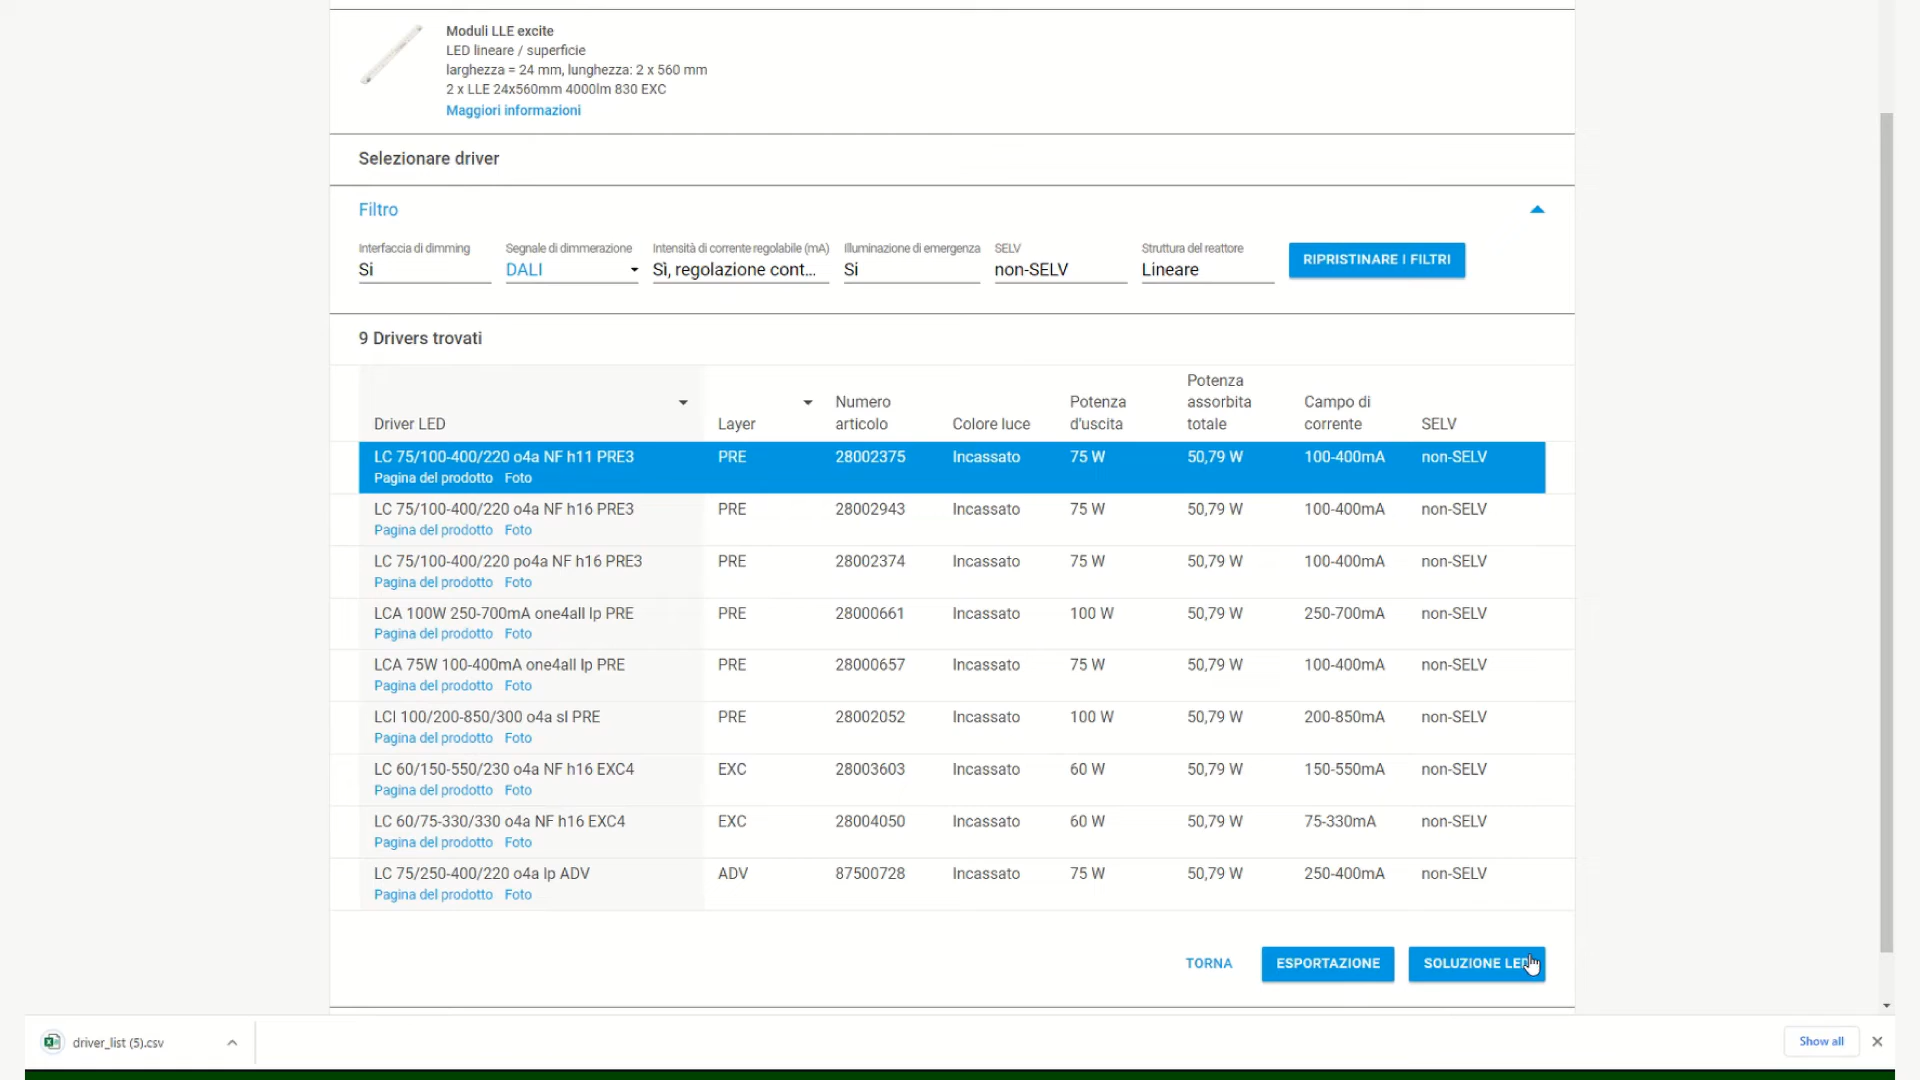 Moduli LLE excite
LED lineare / superficie
larghezza = 24 mm, lunghezza: 2 x 560 mm
2 x LLE 24x560mm 4000lm 830 EXC
Maggiori informazioni
Selezionare driver
Filtro
Interfaccia di dimming Segnale di dimmerazione Intensità di corrente regolabile (mA) Illuminazione di emergenza SELV Struttura del reattore
Si DALI Sì, regolazione cont... Si non-SELV Lineare RIPRISTINARE I FILTRI
9 Drivers trovati
Driver LED Layer Numero articolo Colore luce Potenza d'uscita Potenza assorbita totale Campo di corrente SELV
LC 75/100-400/220 o4a NF h11 PRE3 PRE 28002375 Incassato 75 W 50,79 W 100-400mA non-SELV
Pagina del prodotto Foto
LC 75/100-400/220 o4a NF h16 PRE3 PRE 28002943 Incassato 75 W 50,79 W 100-400mA non-SELV
Pagina del prodotto Foto
LC 75/100-400/220 po4a NF h16 PRE3 PRE 28002374 Incassato 75 W 50,79 W 100-400mA non-SELV
Pagina del prodotto Foto
LCA 100W 250-700mA one4all lp PRE PRE 28000661 Incassato 100 W 50,79 W 250-700mA non-SELV
Pagina del prodotto Foto
LCA 75W 100-400mA one4all lp PRE PRE 28000657 Incassato 75 W 50,79 W 100-400mA non-SELV
Pagina del prodotto Foto
LCI 100/200-850/300 o4a sl PRE PRE 28002052 Incassato 100 W 50,79 W 200-850mA non-SELV
Pagina del prodotto Foto
LC 60/150-550/230 o4a NF h16 EXC4 EXC 28003603 Incassato 60 W 50,79 W 150-550mA non-SELV
Pagina del prodotto Foto
LC 60/75-330/330 o4a NF h16 EXC4 EXC 28004050 Incassato 60 W 50,79 W 75-330mA non-SELV
Pagina del prodotto Foto
LC 75/250-400/220 o4a lp ADV ADV 87500728 Incassato 75 W 50,79 W 250-400mA non-SELV
Pagina del prodotto Foto
TORNA ESPORTAZIONE SOLUZIONE LED
driver_list (5).csv Show all